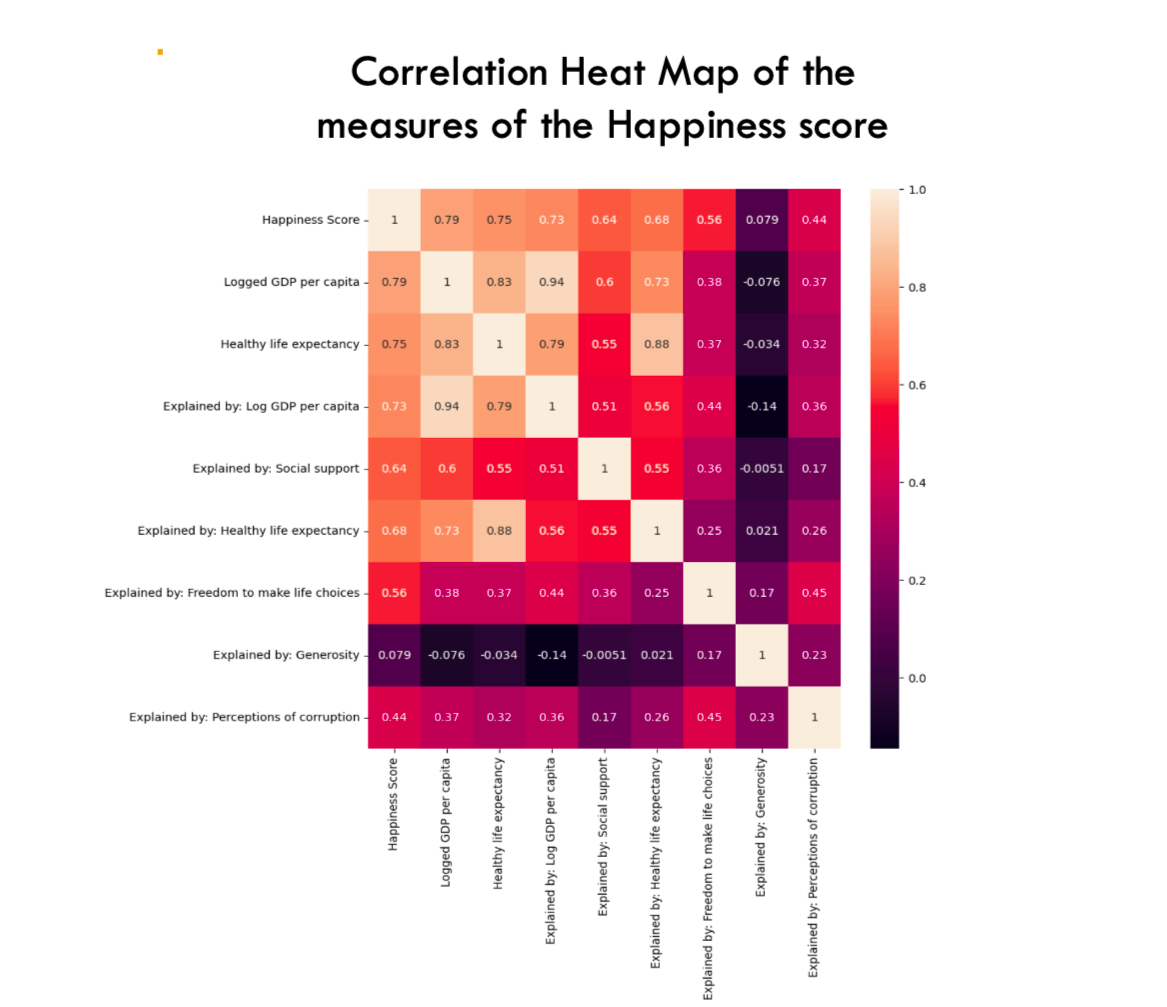 Correlation Heat Map of the
measures of the Happiness score
Happiness Score 1 0.79 0.75 0.73 0.64 0.68 0.56 0.079 0.44
Logged GDP per capita 0.79 1 0.83 0.94 0.6 0.73 0.38 -0.076 0.37
Healthy life expectancy 0.75 0.83 1 0.79 0.55 0.88 0.37 -0.034 0.32
Explained by: Log GDP per capita 0.73 0.94 0.79 1 0.51 0.56 0.44 -0.14 0.36
Explained by: Social support 0.64 0.6 0.55 0.51 1 0.55 0.36 -0.0051 0.17
Explained by: Healthy life expectancy 0.68 0.73 0.88 0.56 0.55 1 0.25 0.021 0.26
Explained by: Freedom to make life choices 0.56 0.38 0.37 0.44 0.36 0.25 1 0.17 0.45
Explained by: Generosity 0.079 -0.076 -0.034 -0.14 -0.0051 0.021 0.17 1 0.23
Explained by: Perceptions of corruption 0.44 0.37 0.32 0.36 0.17 0.26 0.45 0.23 1
Happiness Score
Logged GDP per capita
Healthy life expectancy
Explained by: Log GDP per capita
Explained by: Social support
Explained by: Healthy life expectancy
Explained by: Freedom to make life choices
Explained by: Generosity
Explained by: Perceptions of corruption
1.0
0.8
0.6
0.4
0.2
0.0